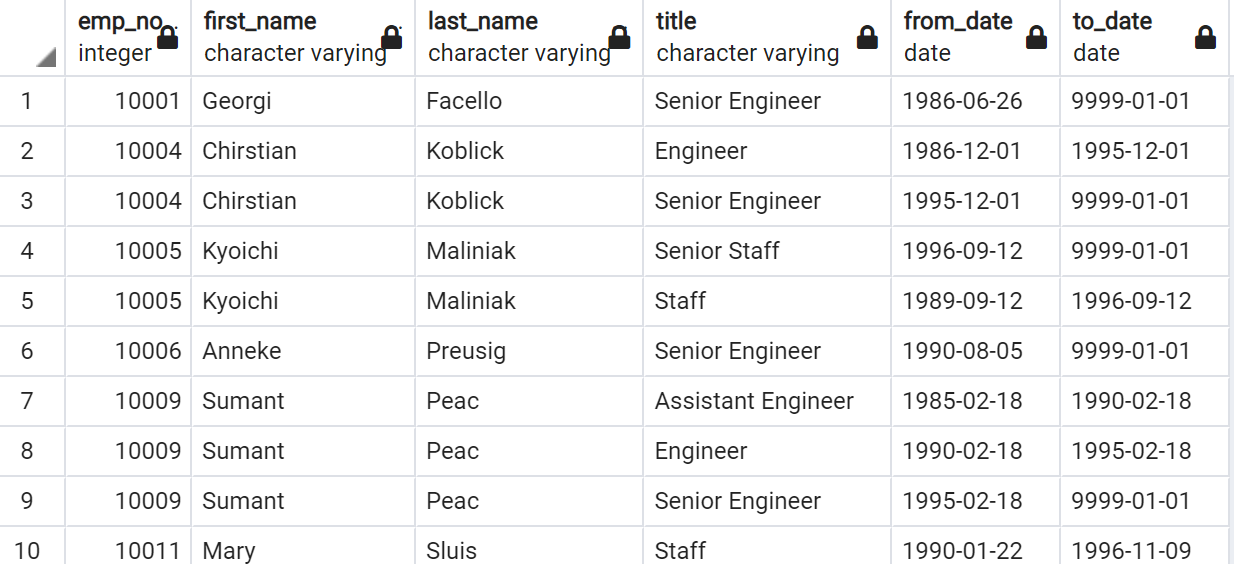 emp_no first_name last_name title from_date to_date
integer character varying character varying character varying date date
1 10001 Georgi Facello Senior Engineer 1986-06-26 9999-01-01
2 10004 Chirstian Koblick Engineer 1986-12-01 1995-12-01
3 10004 Chirstian Koblick Senior Engineer 1995-12-01 9999-01-01
4 10005 Kyoichi Maliniak Senior Staff 1996-09-12 9999-01-01
5 10005 Kyoichi Maliniak Staff 1989-09-12 1996-09-12
6 10006 Anneke Preusig Senior Engineer 1990-08-05 9999-01-01
7 10009 Sumant Peac Assistant Engineer 1985-02-18 1990-02-18
8 10009 Sumant Peac Engineer 1990-02-18 1995-02-18
9 10009 Sumant Peac Senior Engineer 1995-02-18 9999-01-01
10 10011 Mary Sluis Staff 1990-01-22 1996-11-09